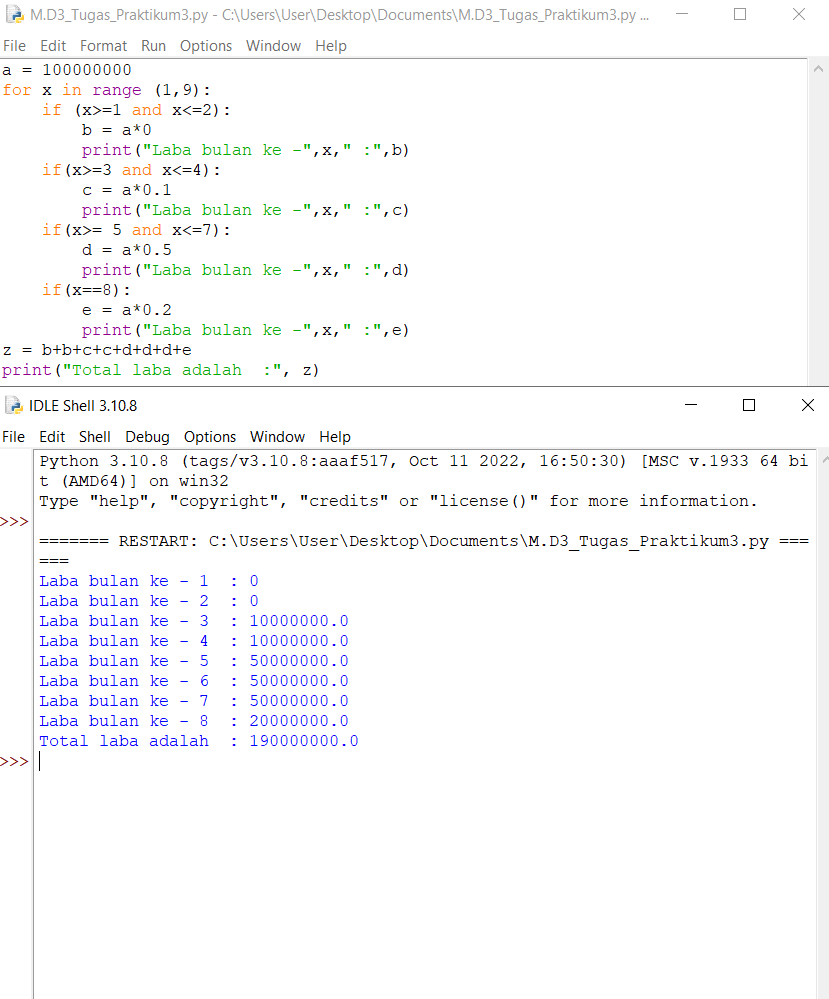 M.D3_Tugas_Praktikum3.py - C:\Users\User\Desktop\Documents\M.D3_Tugas_Praktikum3.py ...
File Edit Format Run Options Window Help
a = 100000000
for x in range (1,9):
    if (x>=1 and x<=2):
        b = a*0
        print("Laba bulan ke -",x," :",b)
    if(x>=3 and x<=4):
        c = a*0.1
        print("Laba bulan ke -",x," :",c)
    if(x>= 5 and x<=7):
        d = a*0.5
        print("Laba bulan ke -",x," :",d)
    if(x==8):
        e = a*0.2
        print("Laba bulan ke -",x," :",e)
z = b+b+c+c+d+d+d+e
print("Total laba adalah  :", z)
IDLE Shell 3.10.8
File Edit Shell Debug Options Window Help
Python 3.10.8 (tags/v3.10.8:aaaf517, Oct 11 2022, 16:50:30) [MSC v.1933 64 bi
t (AMD64)] on win32
Type "help", "copyright", "credits" or "license()" for more information.
>>>
======= RESTART: C:\Users\User\Desktop\Documents\M.D3_Tugas_Praktikum3.py ===
===
Laba bulan ke - 1  : 0
Laba bulan ke - 2  : 0
Laba bulan ke - 3  : 10000000.0
Laba bulan ke - 4  : 10000000.0
Laba bulan ke - 5  : 50000000.0
Laba bulan ke - 6  : 50000000.0
Laba bulan ke - 7  : 50000000.0
Laba bulan ke - 8  : 20000000.0
Total laba adalah  : 190000000.0
>>>